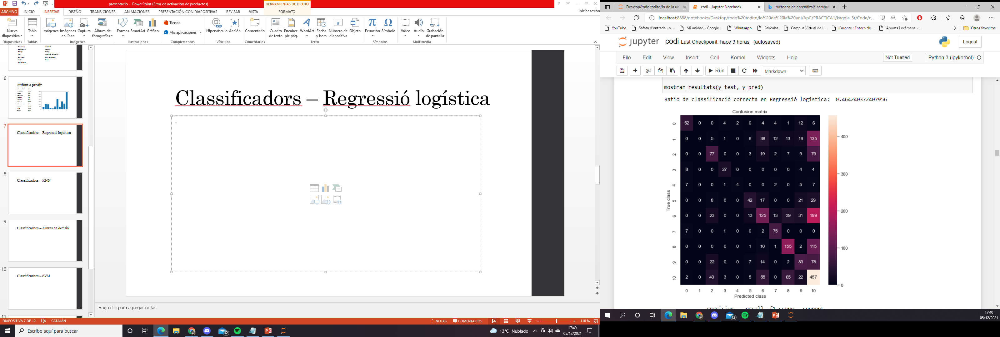 presentacio - PowerPoint (Error de activación de productos)
HERRAMIENTAS DE DIBUJO
ARCHIVO INICIO INSERTAR DISEÑO TRANSICIONES ANIMACIONES PRESENTACIÓN CON DIAPOSITIVAS REVISAR VISTA FORMATO
Iniciar sesión
Nueva diapositiva
Tabla
Imágenes
Imágenes en línea
Captura
Álbum de fotografías
Formas
SmartArt
Gráfico
Tienda
Mis aplicaciones
Hipervínculo
Acción
Comentario
Cuadro de texto
Encabez. pie pág.
WordArt
Fecha y hora
Número de diapositiva
Objeto
Ecuación
Símbolo
Vídeo
Audio
Grabación de pantalla
Diapositivas Tablas Imágenes Ilustraciones Complementos Vínculos Comentarios Texto Símbolos Multimedia
6
Atribut a predir
7
Classificadors – Regressió logística
8
Classificadors – KNN
9
Classificadors – Arbres de decisió
10
Classificadors – SVM
11
Classificadors – Regressió logística
Haga clic para agregar notas
DIAPOSITIVA 7 DE 12 CATALÁN
NOTAS COMENTARIOS 110 %
Escribe aquí para buscar
12
13°C Nublado
17:40
05/12/2021
Desktop/todo todito/lo de la uni
codi - Jupyter Notebook
metodos de aprendizaje comput
localhost:8888/notebooks/Desktop/todo%20todito/lo%20de%20la%20uni/ApC/PRACTICA1/kaggle_3r/Code/c...
YouTube
Safata d'entrada - v...
Mi unidad - Google...
WhatsApp
Películas
Campus Virtual de l...
Caronte : Entorn de...
Apunts i exàmens -...
Otros favoritos
jupyter codi Last Checkpoint: hace 3 horas (autosaved)
Logout
File Edit View Insert Cell Kernel Widgets Help
Not Trusted
Python 3 (ipykernel)
Run
Markdown
mostrar_resultats(y_test, y_pred)
Ratio de classificació correcta en Regressió logística: 0.464240372407956
Confusion matrix
0 52 0 0 4 2 0 4 4 1 12 6
1 0 0 5 1 0 6 38 12 13 19 135
2 0 0 77 0 0 3 19 2 7 9 79
3 8 0 0 27 0 0 0 0 0 4 4
4 7 0 0 1 4 0 0 2 0 5 7
5 0 0 8 0 0 42 17 0 0 21 29
6 0 0 23 0 0 13 125 13 39 31 199
7 7 0 0 1 0 0 2 75 0 0 0
8 0 0 0 0 0 1 10 1 155 2 115
9 0 0 22 0 0 7 14 0 2 83 78
10 2 0 40 3 0 5 55 0 65 22 457
0 1 2 3 4 5 6 7 8 9 10
Predicted class
True class
400
300
200
100
0
precision recall f1-score support
12
17:40
05/12/2021